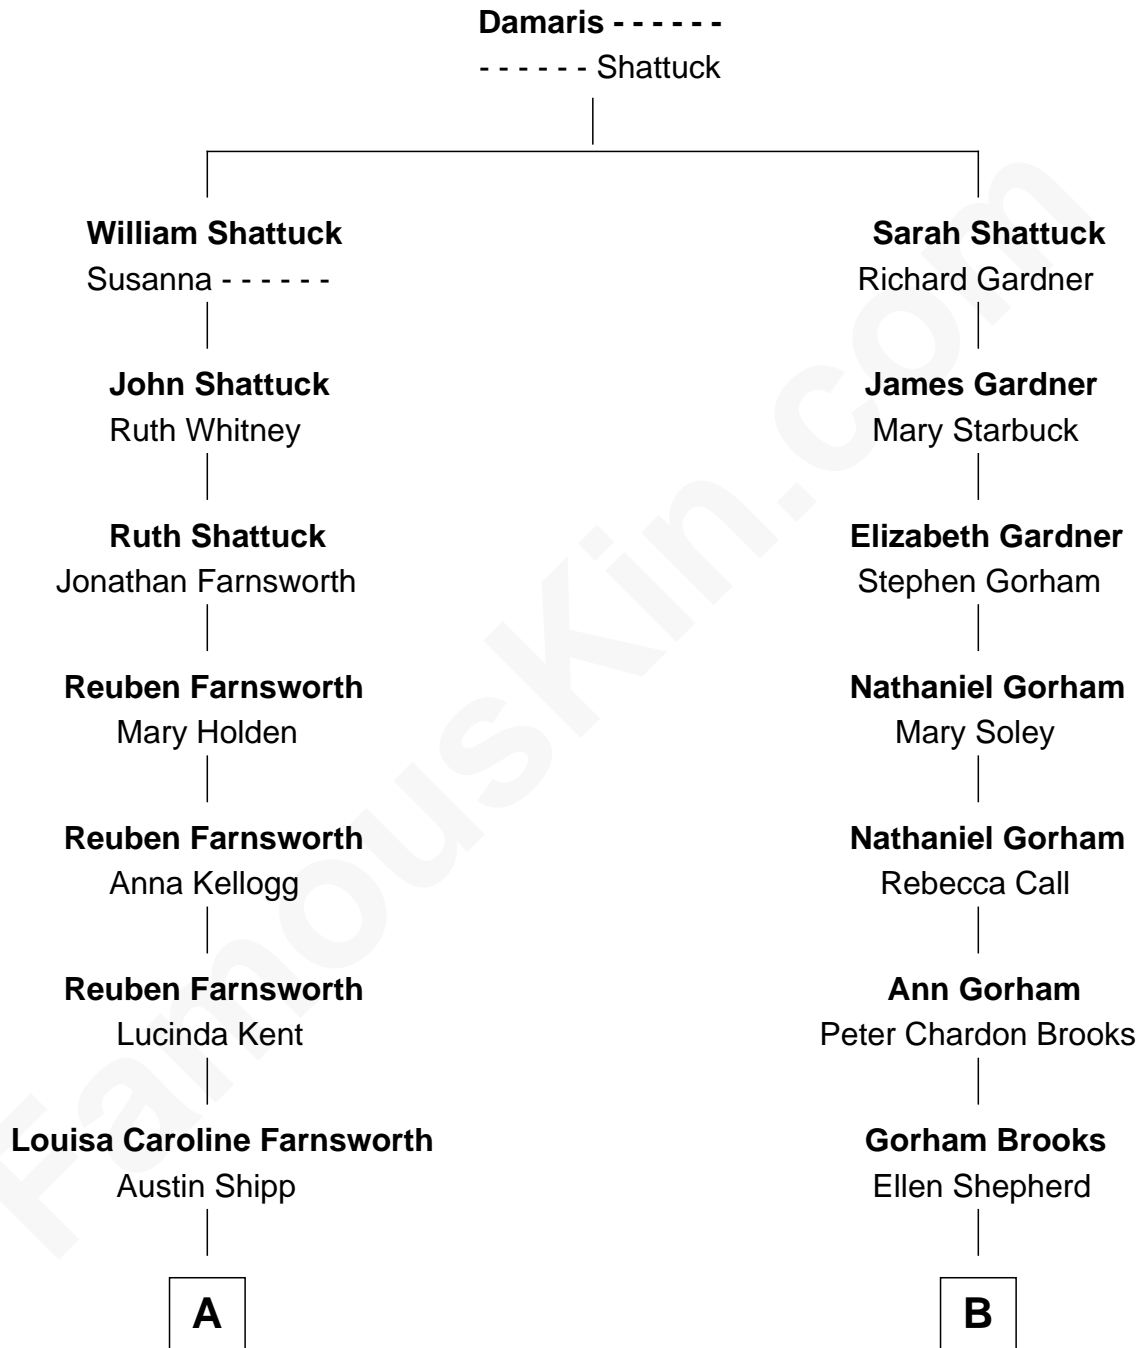 Damaris - - - - - -
- - - - - - Shattuck
William Shattuck
Susanna - - - - - -
Sarah Shattuck
Richard Gardner
John Shattuck
Ruth Whitney
James Gardner
Mary Starbuck
Ruth Shattuck
Jonathan Farnsworth
Elizabeth Gardner
Stephen Gorham
Reuben Farnsworth
Mary Holden
Nathaniel Gorham
Mary Soley
Reuben Farnsworth
Anna Kellogg
Nathaniel Gorham
Rebecca Call
Reuben Farnsworth
Lucinda Kent
Ann Gorham
Peter Chardon Brooks
Louisa Caroline Farnsworth
Austin Shipp
Gorham Brooks
Ellen Shepherd
A
B
FamousKin.com